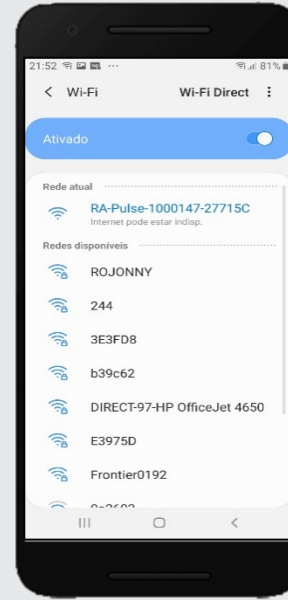 21:52 ...
81%
Wi-Fi Wi-Fi Direct
Ativado
Rede atual
RA-Pulse-1000147-27715C
Internet pode estar indisp.
Redes disponíveis
ROJONNY
244
3E3FD8
b39c62
DIRECT-97-HP OfficeJet 4650
E3975D
Frontier0192